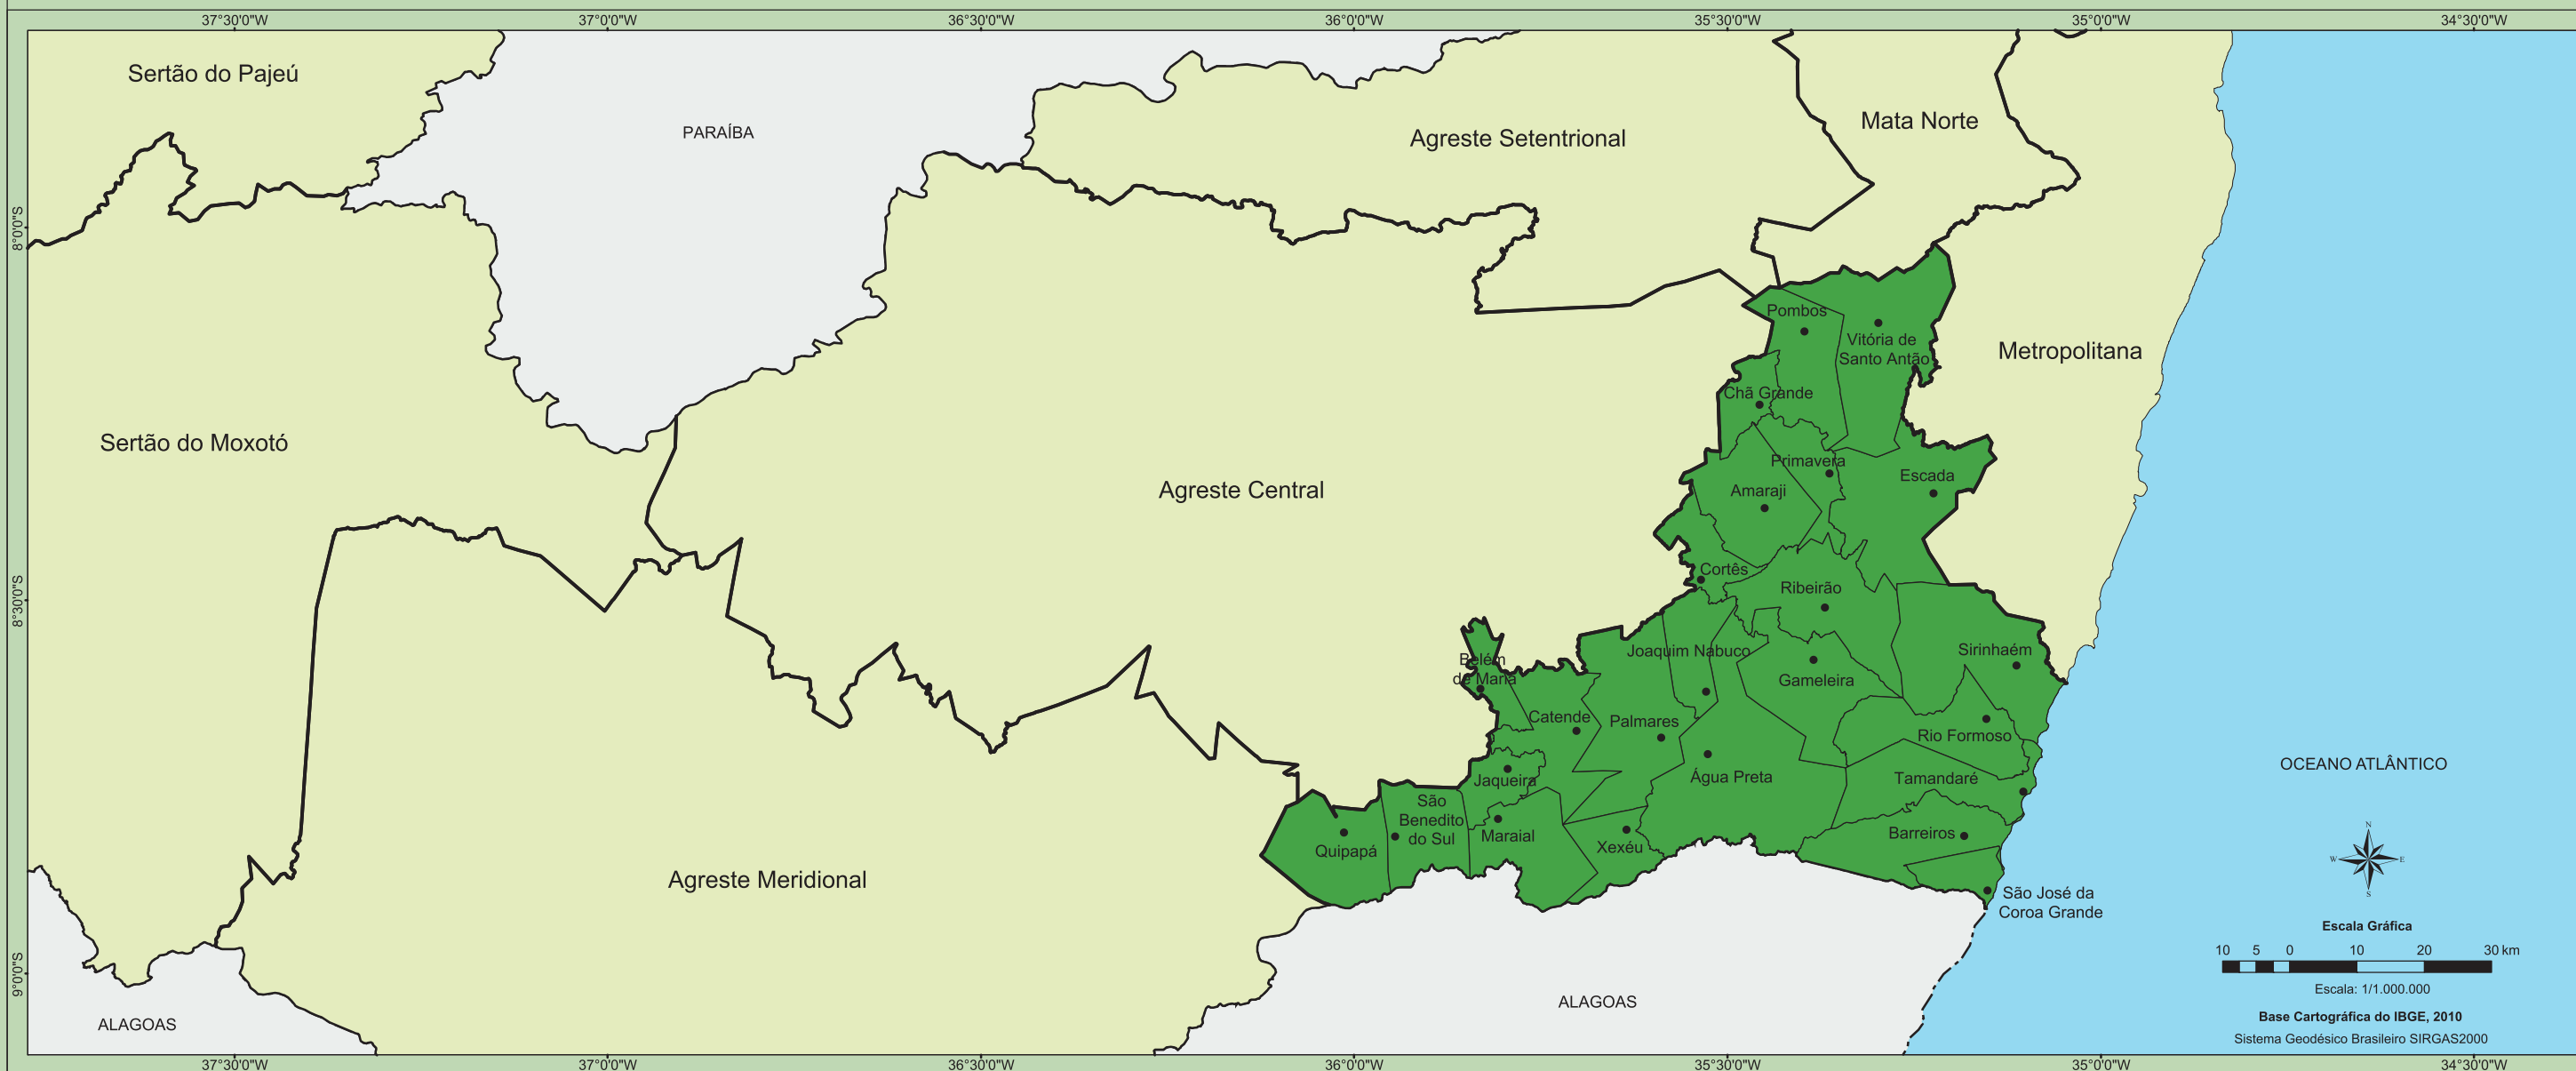 37°30'0"W
37°0'0"W
36°30'0"W
36°0'0"W
35°30'0"W
35°0'0"W
34°30'0"W
Sertão do Pajeú
PARAÍBA
Agreste Setentrional
Mata Norte
8°0'0"S
Pombos
Vitória de
Santo Antão
Metropolitana
Chã Grande
Sertão do Moxotó
Primavera
Escada
Agreste Central
Amaraji
Cortês
8°30'0"S
Ribeirão
Joaquim Nabuco
Sirinhaém
Belém
de Maria
Gameleira
Catende
Palmares
Rio Formoso
OCEANO ATLÂNTICO
Jaqueira
Água Preta
Tamandaré
São
Benedito
do Sul
Maraial
Barreiros
Quipapá
Xexéu
N
W
E
S
Agreste Meridional
São José da
Coroa Grande
Escala Gráfica
10 5 0 10 20 30 km
9°0'0"S
Escala: 1/1.000.000
ALAGOAS
ALAGOAS
Base Cartográfica do IBGE, 2010
Sistema Geodésico Brasileiro SIRGAS2000
37°30'0"W
37°0'0"W
36°30'0"W
36°0'0"W
35°30'0"W
35°0'0"W
34°30'0"W